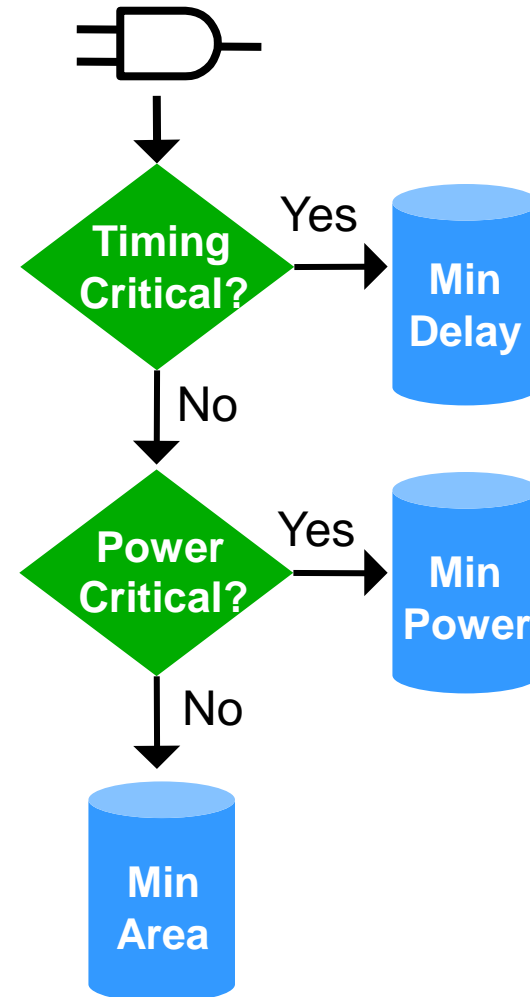 Timing
Critical?
Yes
Min
Delay
No
Power
Critical?
Yes
Min
Power
No
Min
Area